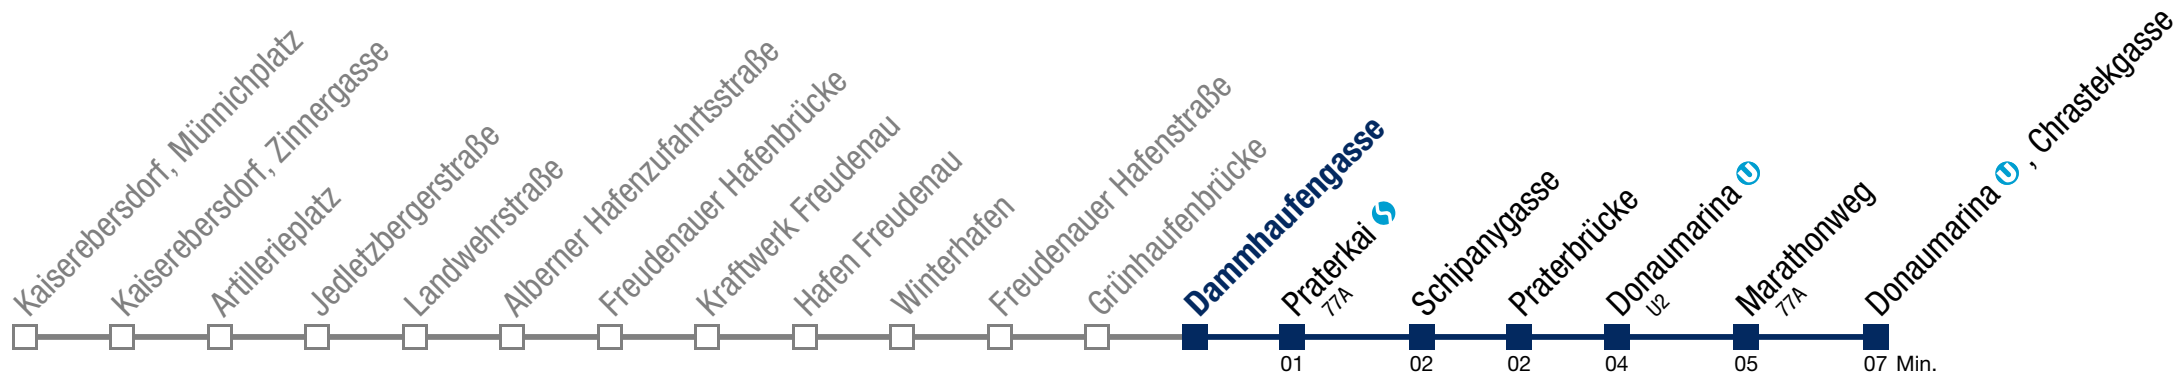 Kaiserebersdorf, Münnichplatz
Kaiserebersdorf, Zinnergasse
Artillerieplatz
Jedletzbergerstraße
Landwehrstraße
Alberner Hafenzufahrtsstraße
Freudenauer Hafenbrücke
Kraftwerk Freudenau
Hafen Freudenau
Winterhafen
Freudenauer Hafenstraße
Grünhaufenbrücke
Dammhaufengasse
Praterkai S
77A
Schipanygasse
Praterbrücke
Donaumarina U
U2
Marathonweg
77A
Donaumarina U , Chrastekgasse
01 02 02 04 05 07 Min.